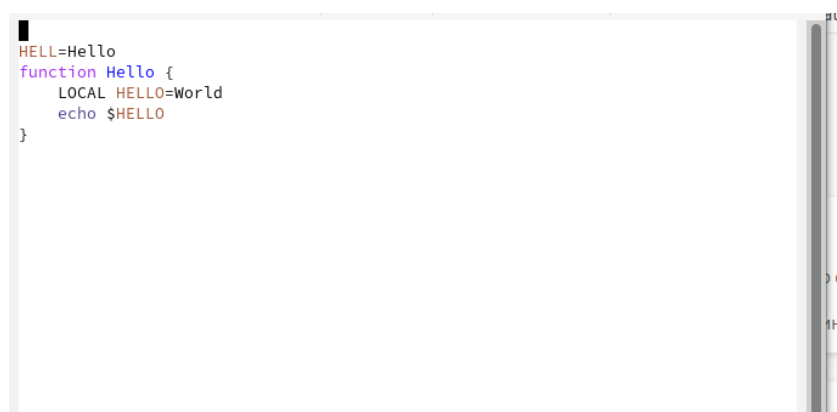 HELL=Hello
function Hello {
    LOCAL HELLO=World
    echo $HELLO
}